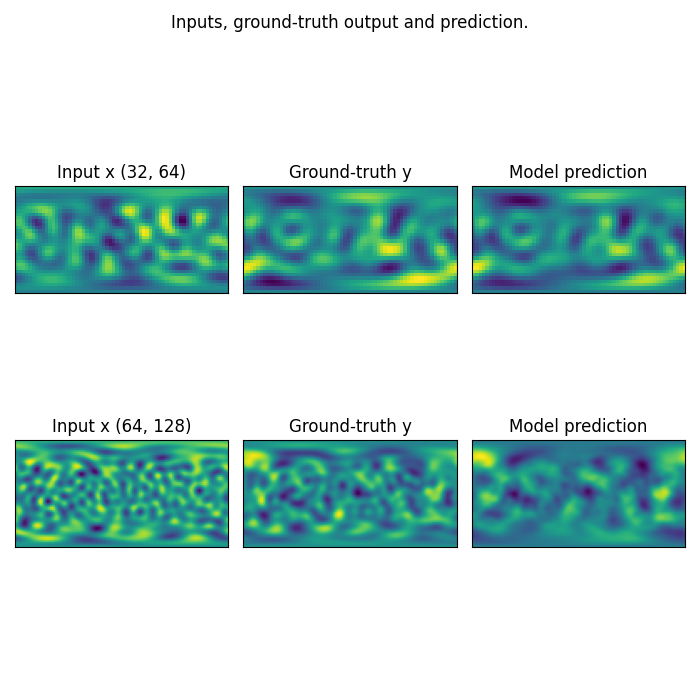 Inputs, ground-truth output and prediction.
Input x (32, 64)
Ground-truth y
Model prediction
Input x (64, 128)
Ground-truth y
Model prediction